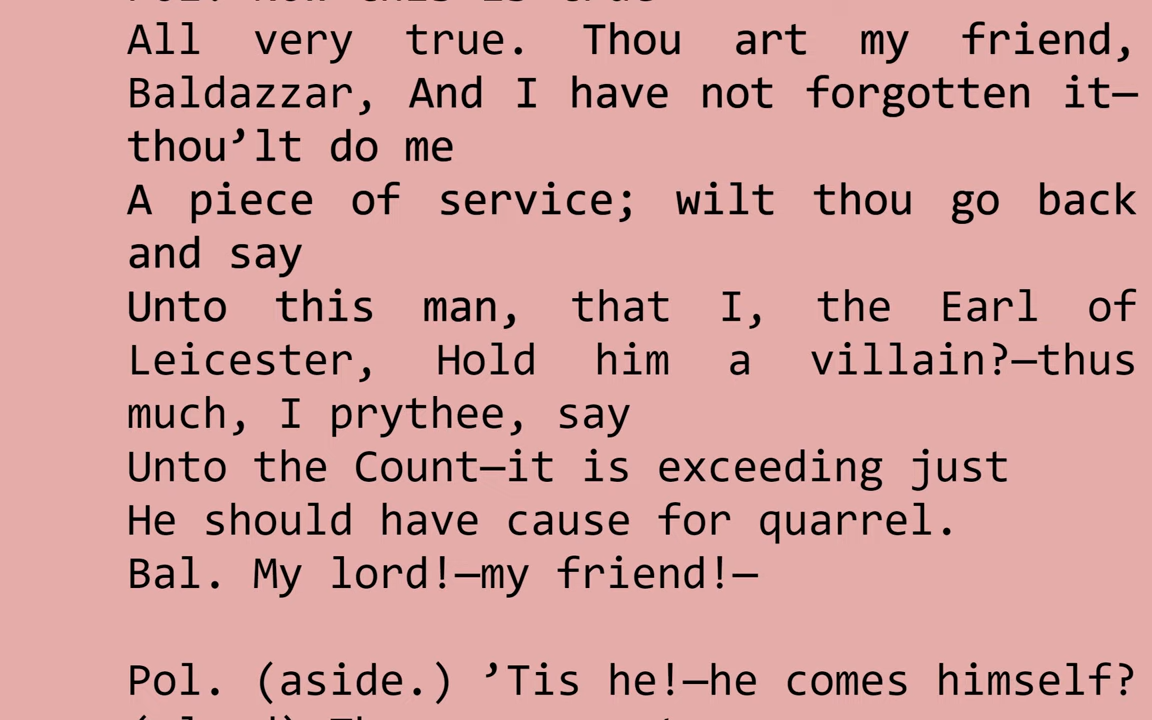 All very true. Thou art my friend,
Baldazzar, And I have not forgotten it—
thou’lt do me
A piece of service; wilt thou go back
and say
Unto this man, that I, the Earl of
Leicester, Hold him a villain?—thus
much, I prythee, say
Unto the Count—it is exceeding just
He should have cause for quarrel.
Bal. My lord!—my friend!—
Pol. (aside.) ’Tis he!—he comes himself?